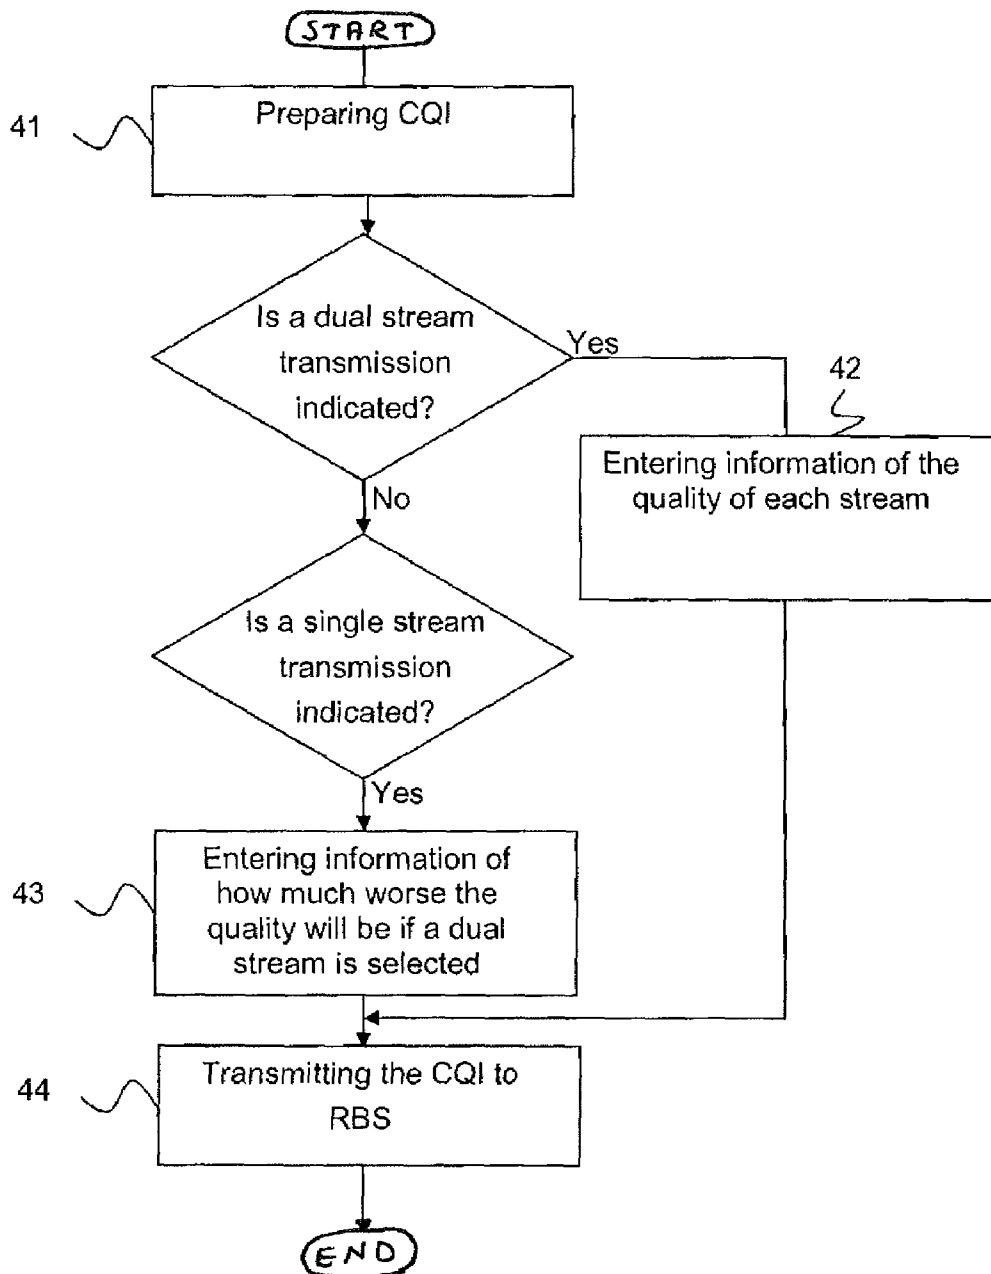 START
41
Preparing CQI
Is a dual stream
transmission
indicated?
Yes
42
Entering information of the
quality of each stream
No
Is a single stream
transmission
indicated?
Yes
43
Entering information of
how much worse the
quality will be if a dual
stream is selected
44
Transmitting the CQI to
RBS
END